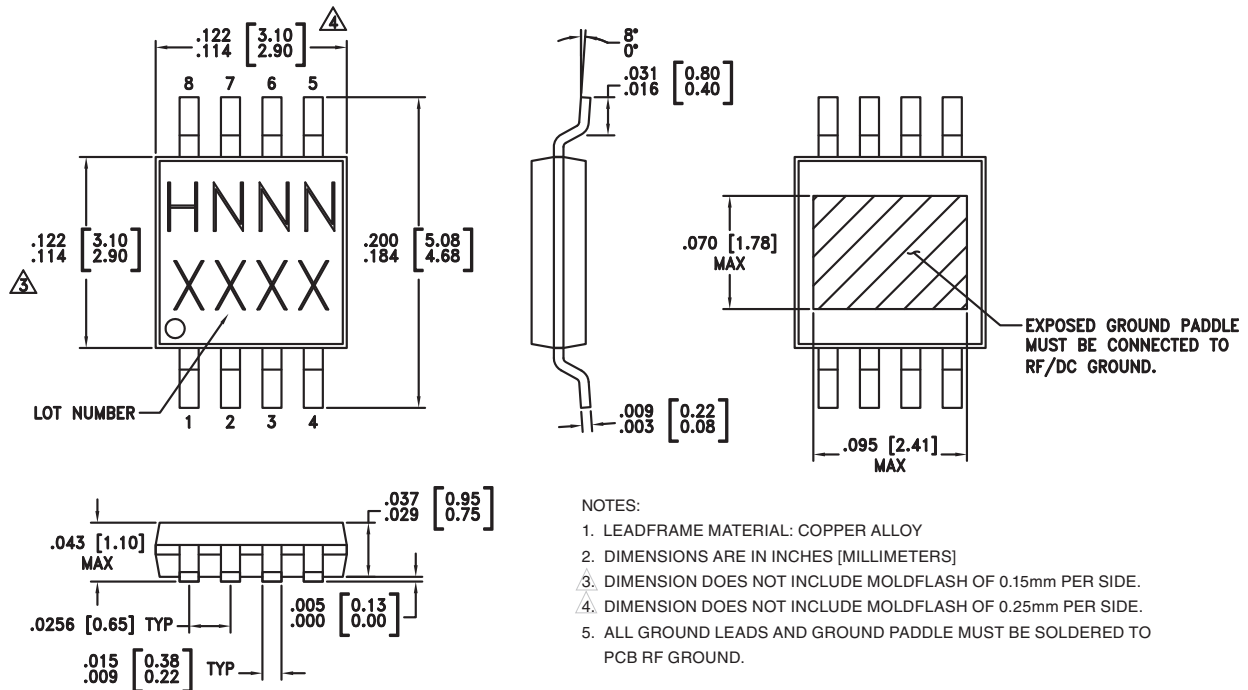 .122 [3.10]
.114 [2.90]
4
8 7 6 5
HNNN
XXXX
.122 [3.10]
.114 [2.90]
3
.200 [5.08]
.184 [4.68]
LOT NUMBER
1 2 3 4
8°
0°
.031 [0.80]
.016 [0.40]
.009 [0.22]
.003 [0.08]
.070 [1.78]
MAX
EXPOSED GROUND PADDLE
MUST BE CONNECTED TO
RF/DC GROUND.
.095 [2.41]
MAX
.043 [1.10]
MAX
.037 [0.95]
.029 [0.75]
.005 [0.13]
.000 [0.00]
.0256 [0.65] TYP
.015 [0.38]
.009 [0.22]
TYP
NOTES:
1. LEADFRAME MATERIAL: COPPER ALLOY
2. DIMENSIONS ARE IN INCHES [MILLIMETERS]
3. DIMENSION DOES NOT INCLUDE MOLDFLASH OF 0.15mm PER SIDE.
4. DIMENSION DOES NOT INCLUDE MOLDFLASH OF 0.25mm PER SIDE.
5. ALL GROUND LEADS AND GROUND PADDLE MUST BE SOLDERED TO
PCB RF GROUND.